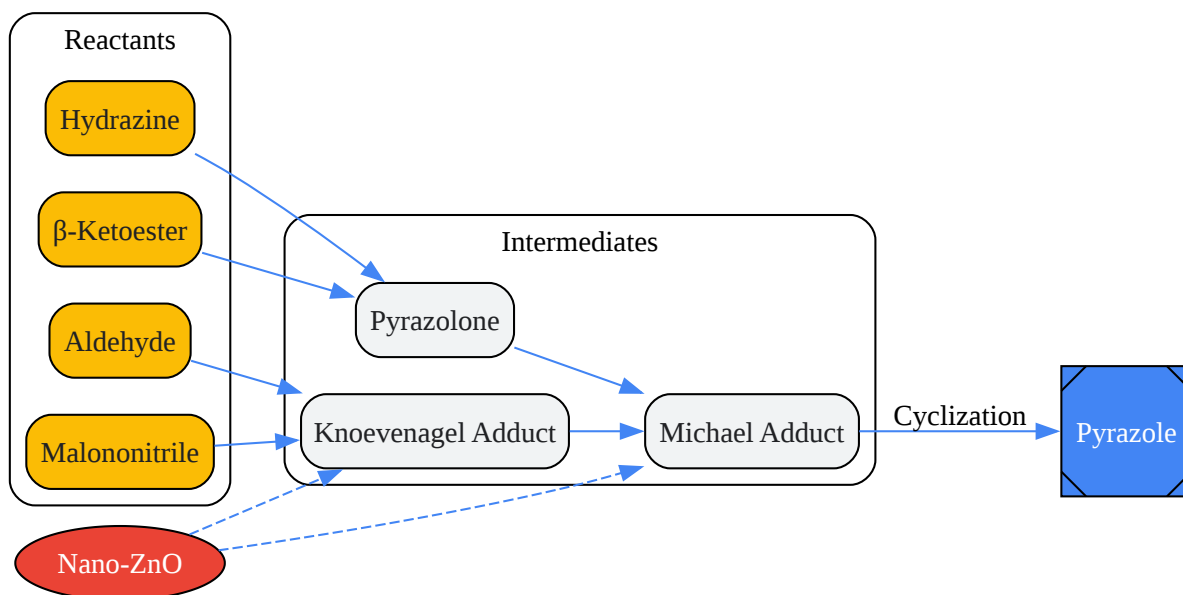 Reactants
Hydrazine
β-Ketoester
Aldehyde
Malononitrile
Nano-ZnO
Intermediates
Pyrazolone
Knoevenagel Adduct
Michael Adduct
Cyclization
Pyrazole